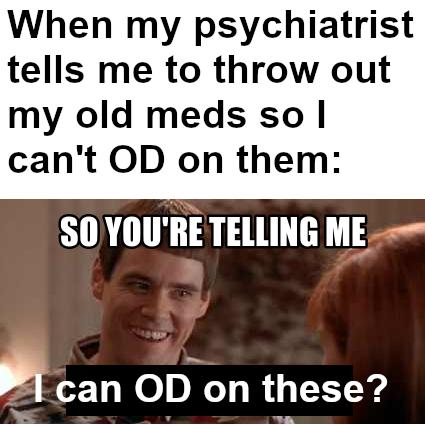 When my psychiatrist
tells me to throw out
my old meds so I
can't OD on them:
SO YOU'RE TELLING ME
I can OD on these?